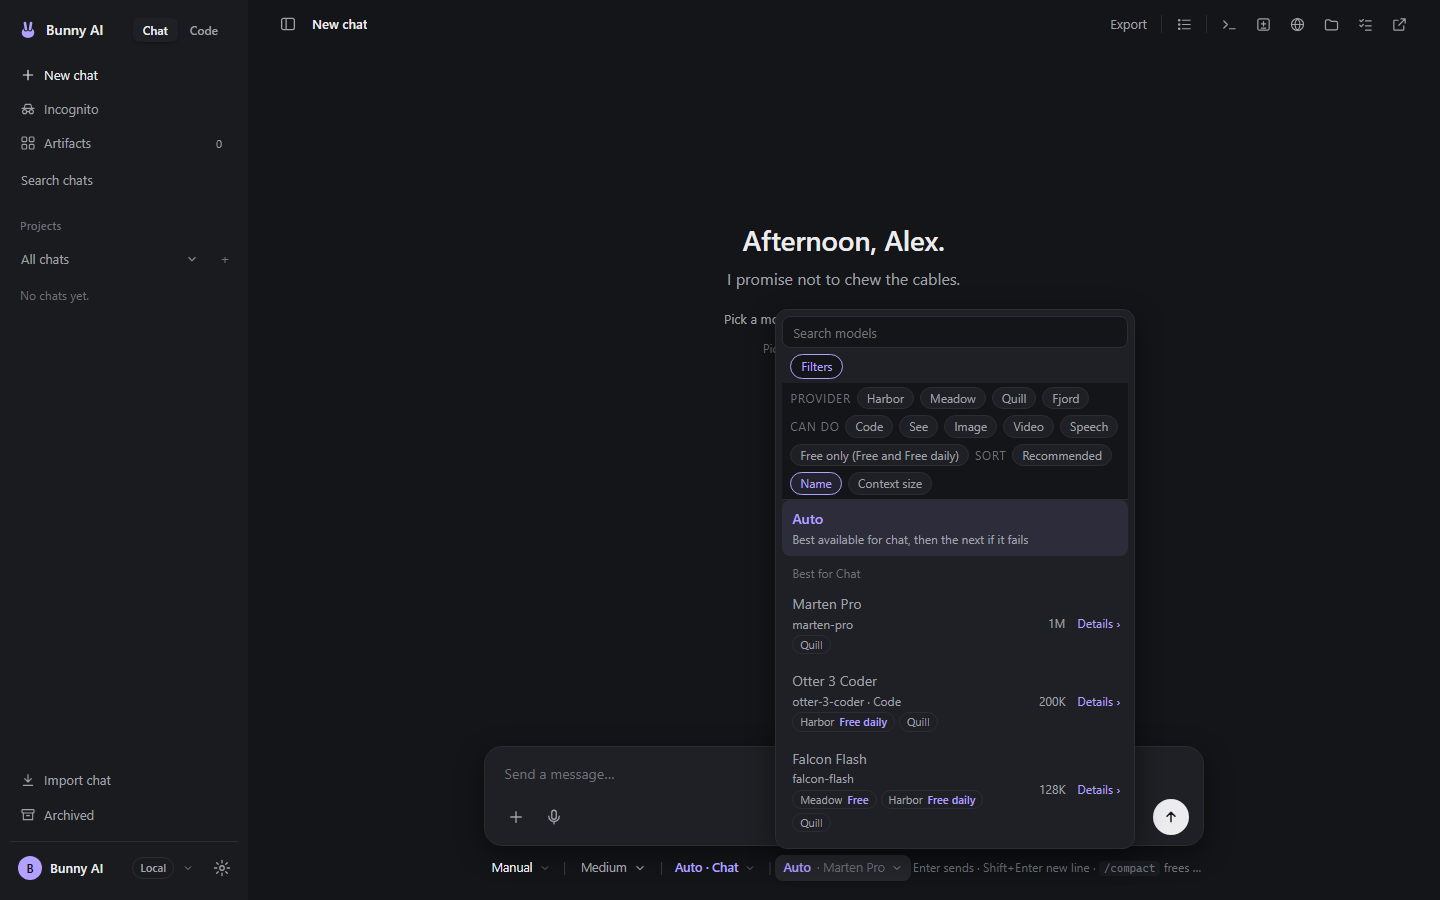 Bunny AI
Chat
Code
New chat
Incognito
Artifacts 0
Search chats
Projects
All chats +
No chats yet.
Import chat
Archived
B Bunny AI Local
New chat
Export
Afternoon, Alex.
I promise not to chew the cables.
Pick a mo
Pic
Search models
Filters
PROVIDER Harbor Meadow Quill Fjord
CAN DO Code See Image Video Speech
Free only (Free and Free daily) SORT Recommended
Name Context size
Auto
Best available for chat, then the next if it fails
Best for Chat
Marten Pro
marten-pro 1M Details ›
Quill
Otter 3 Coder
otter-3-coder · Code 200K Details ›
Harbor Free daily Quill
Falcon Flash
falcon-flash
128K Details ›
Meadow Free Harbor Free daily
Quill
Send a message...
Manual Medium Auto · Chat Auto · Marten Pro Enter sends · Shift+Enter new line · /compact frees ...